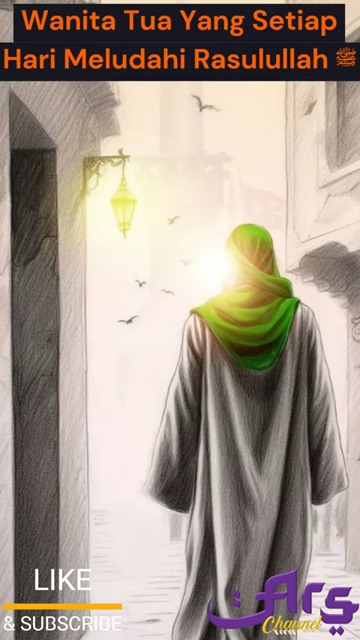 Wanita Tua Yang Setiap
Hari Meludahi Rasulullah ﷺ
LIKE
& SUBSCRIBE
Ars
Channel